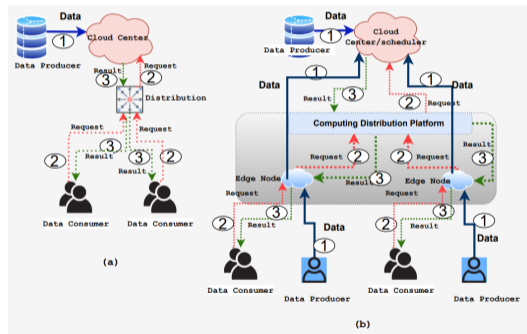 Data
1
Cloud Center
Data Producer
Result
Request
3
2
Distribution
Request
Request
2
3
3
2
Result
Result
Data Consumer
Data Consumer
(a)
Data
1
Cloud
Center/scheduler
Data Producer
Data
1
1
Data
3
2
Result
Request
Computing Distribution Platform
Result
3
Request
2
2
Request
Edge Node
3
Result
Edge Node
Request
Request
3
3
2
Result
2
Result
1
Data
1
Data
Data Consumer
Data Producer
Data Consumer
Data Producer
(b)